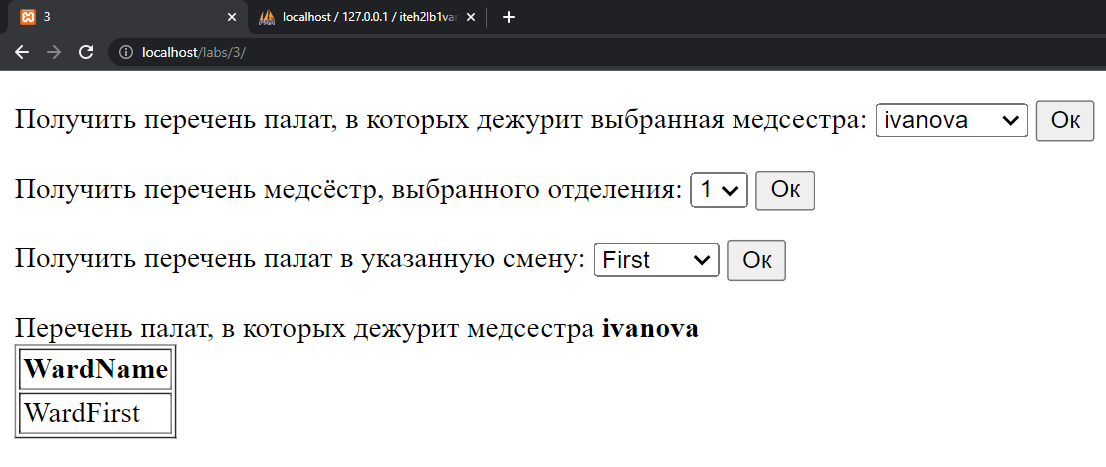 3
localhost / 127.0.0.1 / iteh2lb1var
localhost/labs/3/
Получить перечень палат, в которых дежурит выбранная медсестра: ivanova Ок
Получить перечень медсёстр, выбранного отделения: 1 Ок
Получить перечень палат в указанную смену: First Ок
Перечень палат, в которых дежурит медсестра ivanova
WardName
WardFirst